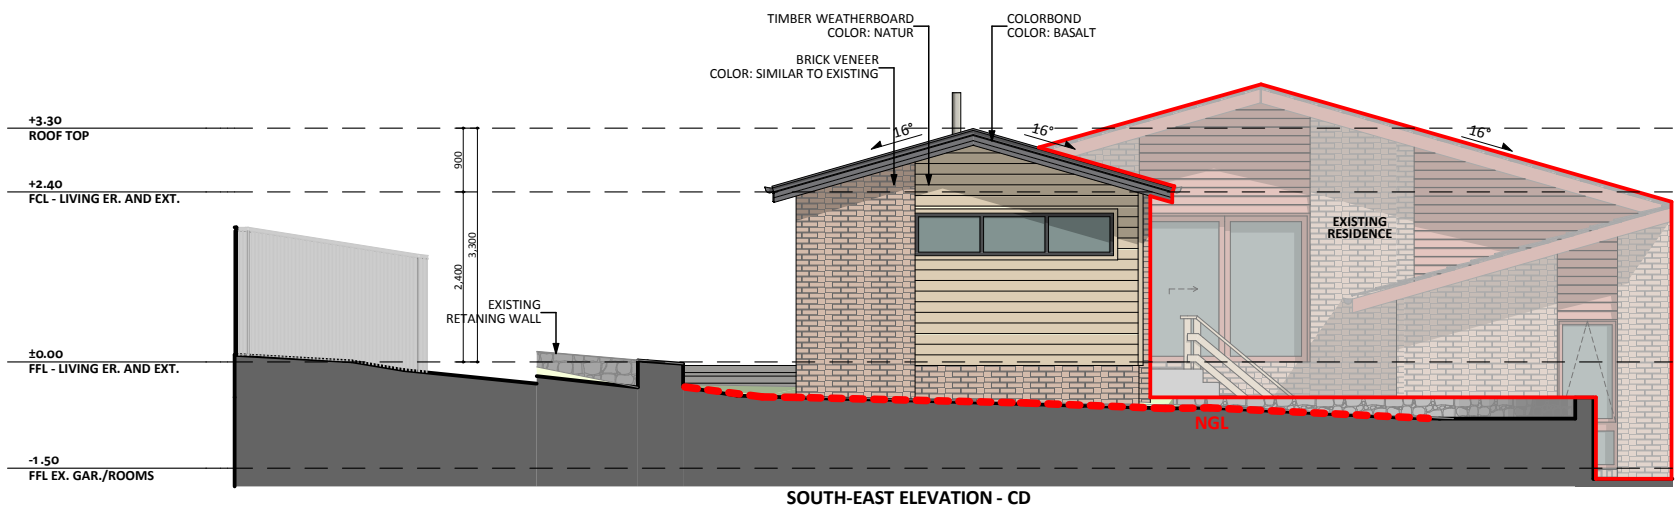 TIMBER WEATHERBOARD
COLOR: NATUR
COLORBOND
COLOR: BASALT
BRICK VENEER
COLOR: SIMILAR TO EXISTING
+3.30
ROOF TOP
16°
16°
16°
900
+2.40
FCL - LIVING ER. AND EXT.
3,300
2,400
EXISTING
RESIDENCE
EXISTING
RETANING WALL
±0.00
FFL - LIVING ER. AND EXT.
NGL
-1.50
FFL EX. GAR./ROOMS
SOUTH-EAST ELEVATION - CD